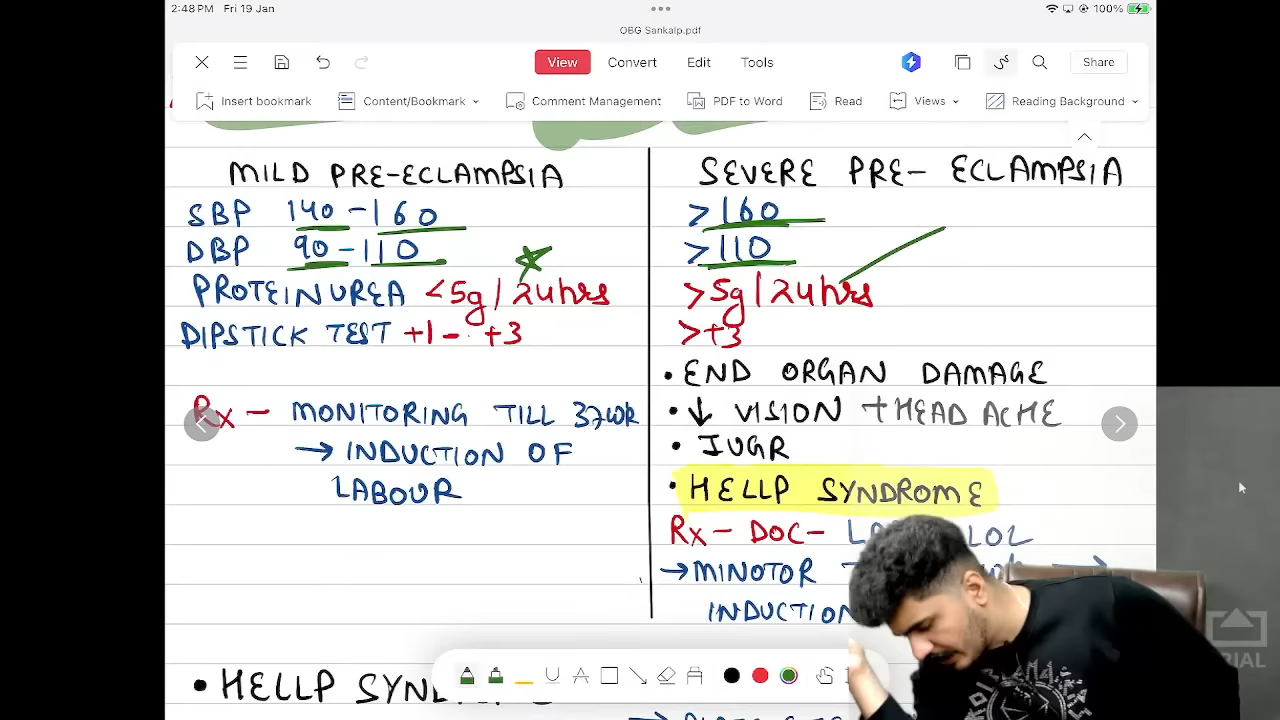 2:48 PM Fri 19 Jan
100%
OBG Sankalp.pdf
View Convert Edit Tools
Share
Insert bookmark Content/Bookmark Comment Management PDF to Word Read Views Reading Background
MILD PRE-ECLAMPSIA
SBP 140-160
DBP 90-110
PROTEINUREA <5g/24hrs
DIPSTICK TEST +1 - +3
Rx - MONITORING TILL 37WK
→ INDUCTION OF
LABOUR
SEVERE PRE-ECLAMPSIA
>160
>110
>5g/24hrs
>+3
• END ORGAN DAMAGE
• ↓ VISION + HEAD ACHE
• IUGR
• HELLP SYNDROME
Rx - DOC -
→ MINOTOR
INDUCTION
• HELLP